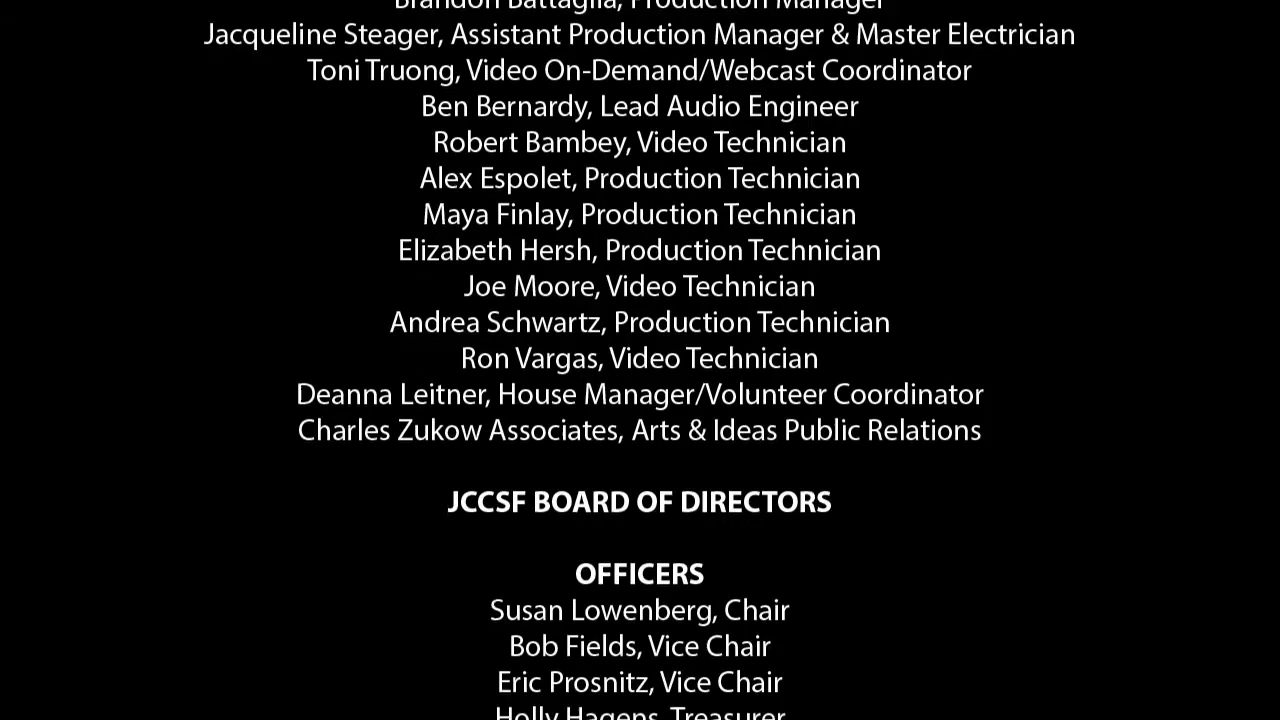 Brandon Battaglia, Production Manager
Jacqueline Steager, Assistant Production Manager & Master Electrician
Toni Truong, Video On-Demand/Webcast Coordinator
Ben Bernardy, Lead Audio Engineer
Robert Bambey, Video Technician
Alex Espolet, Production Technician
Maya Finlay, Production Technician
Elizabeth Hersh, Production Technician
Joe Moore, Video Technician
Andrea Schwartz, Production Technician
Ron Vargas, Video Technician
Deanna Leitner, House Manager/Volunteer Coordinator
Charles Zukow Associates, Arts & Ideas Public Relations
JCCSF BOARD OF DIRECTORS
OFFICERS
Susan Lowenberg, Chair
Bob Fields, Vice Chair
Eric Prosnitz, Vice Chair
Holly Hagens, Treasurer